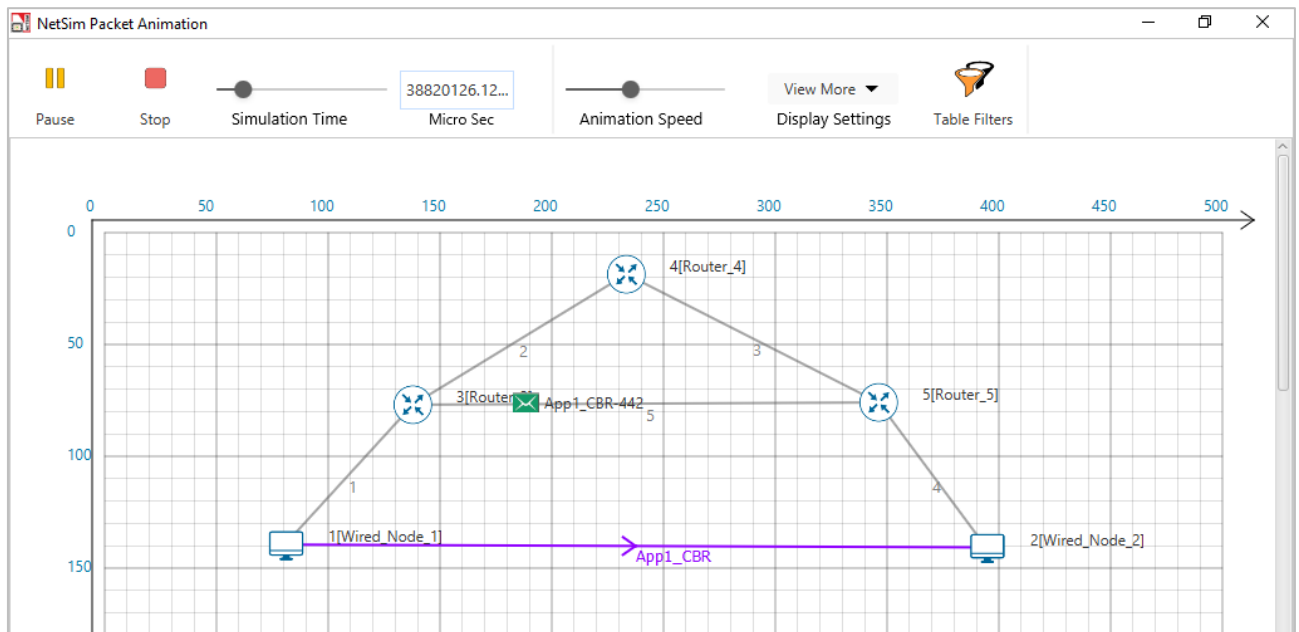 NetSim Packet Animation
38820126.12...
View More
Pause
Stop
Simulation Time
Micro Sec
Animation Speed
Display Settings
Table Filters
0 50 100 150 200 250 300 350 400 450 500
0
4[Router_4]
50
2
3
3[Router
App1_CBR-442
5
5[Router_5]
100
1
4
1[Wired_Node_1]
2[Wired_Node_2]
App1_CBR
150